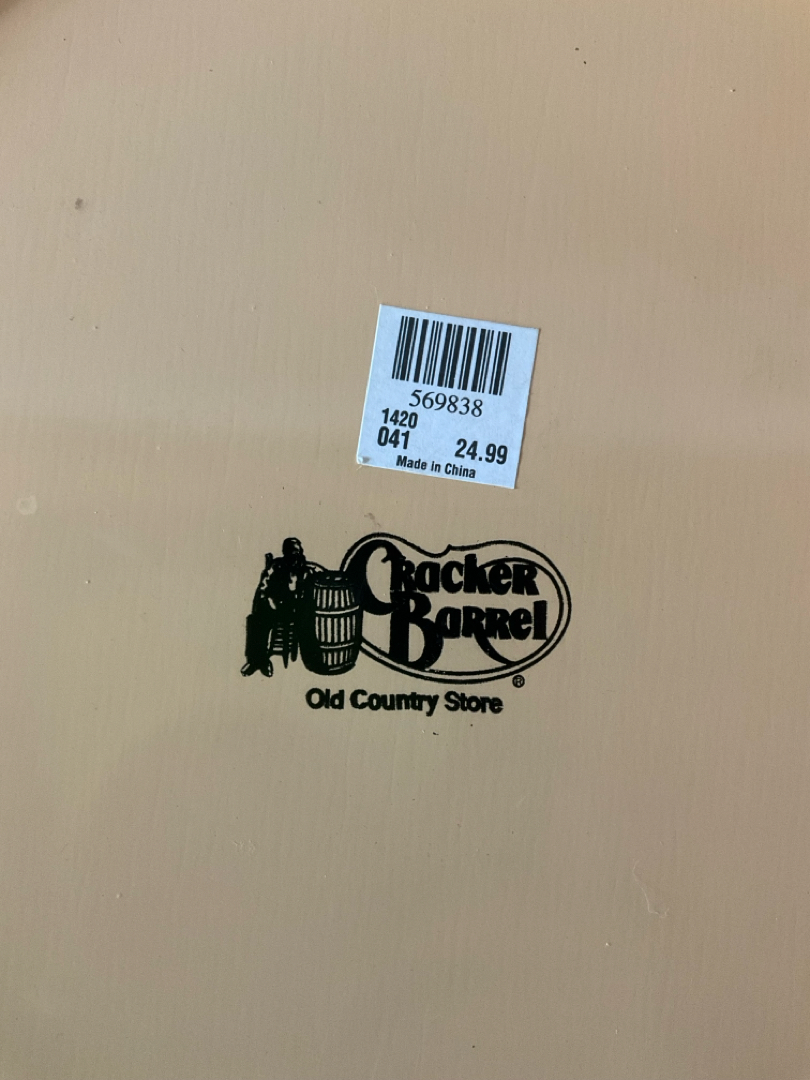 569838
1420
041 24.99
Made in China
Cracker
Barrel
®
Old Country Store